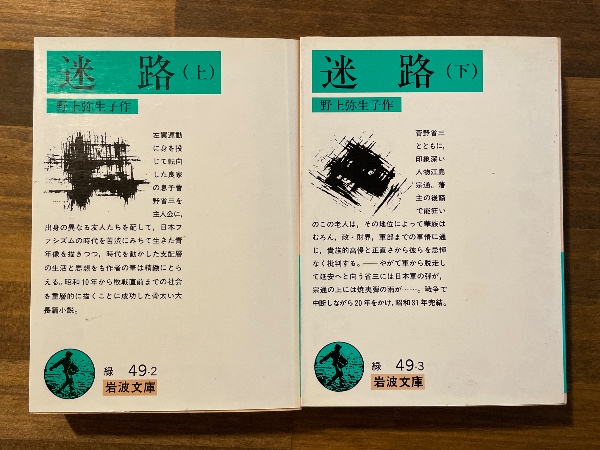 迷路(上)
野上弥生子作
左翼運動
に身を投
じて転向
した良家
の息子菅
野省三を
主人公に,
出身の異なる友人たちを配して, 日本フ
ァシズムの時代を苦渋にみちて生きた青
年像を描きつつ, 時代を動かした支配層
の生活と思想をも作者の筆は精緻にとら
える. 昭和10年から敗戦直前までの社会
を重層的に描くことに成功した骨太い大
長篇小説.
緑 49-2
岩波文庫
迷路(下)
野上弥生子作
菅野省三
とともに,
印象深い
人物江島
宗通. 藩
主の後裔
で能狂い
のこの老人は, その地位によって華族は
むろん, 政・財界, 軍部までの事情に通
じ, 貴族的高慢と正直さから彼らを忌憚
なく批判する. ――やがて軍から脱走し
て延安へと向う省三には日本軍の弾が,
宗通の上には焼夷弾の雨が……. 戦争で
中断しながら20年をかけ, 昭和31年完結.
緑 49-3
岩波文庫